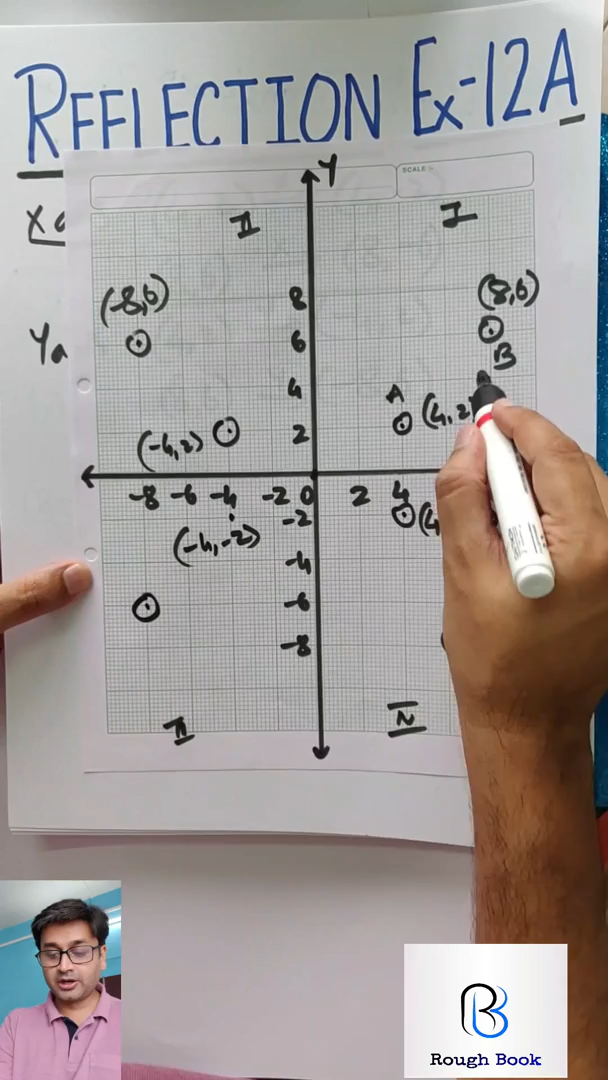 REFLECTION Ex-12A
SCALE :-
Y
II
I
X
(-8,6)
8
(8,6)
6
B
4
A
(4,2
(-4,2)
2
-8 -6 -4 -2 0 2 4
-2
(4
(-4,-2)
-4
-6
-8
IV
Rough Book